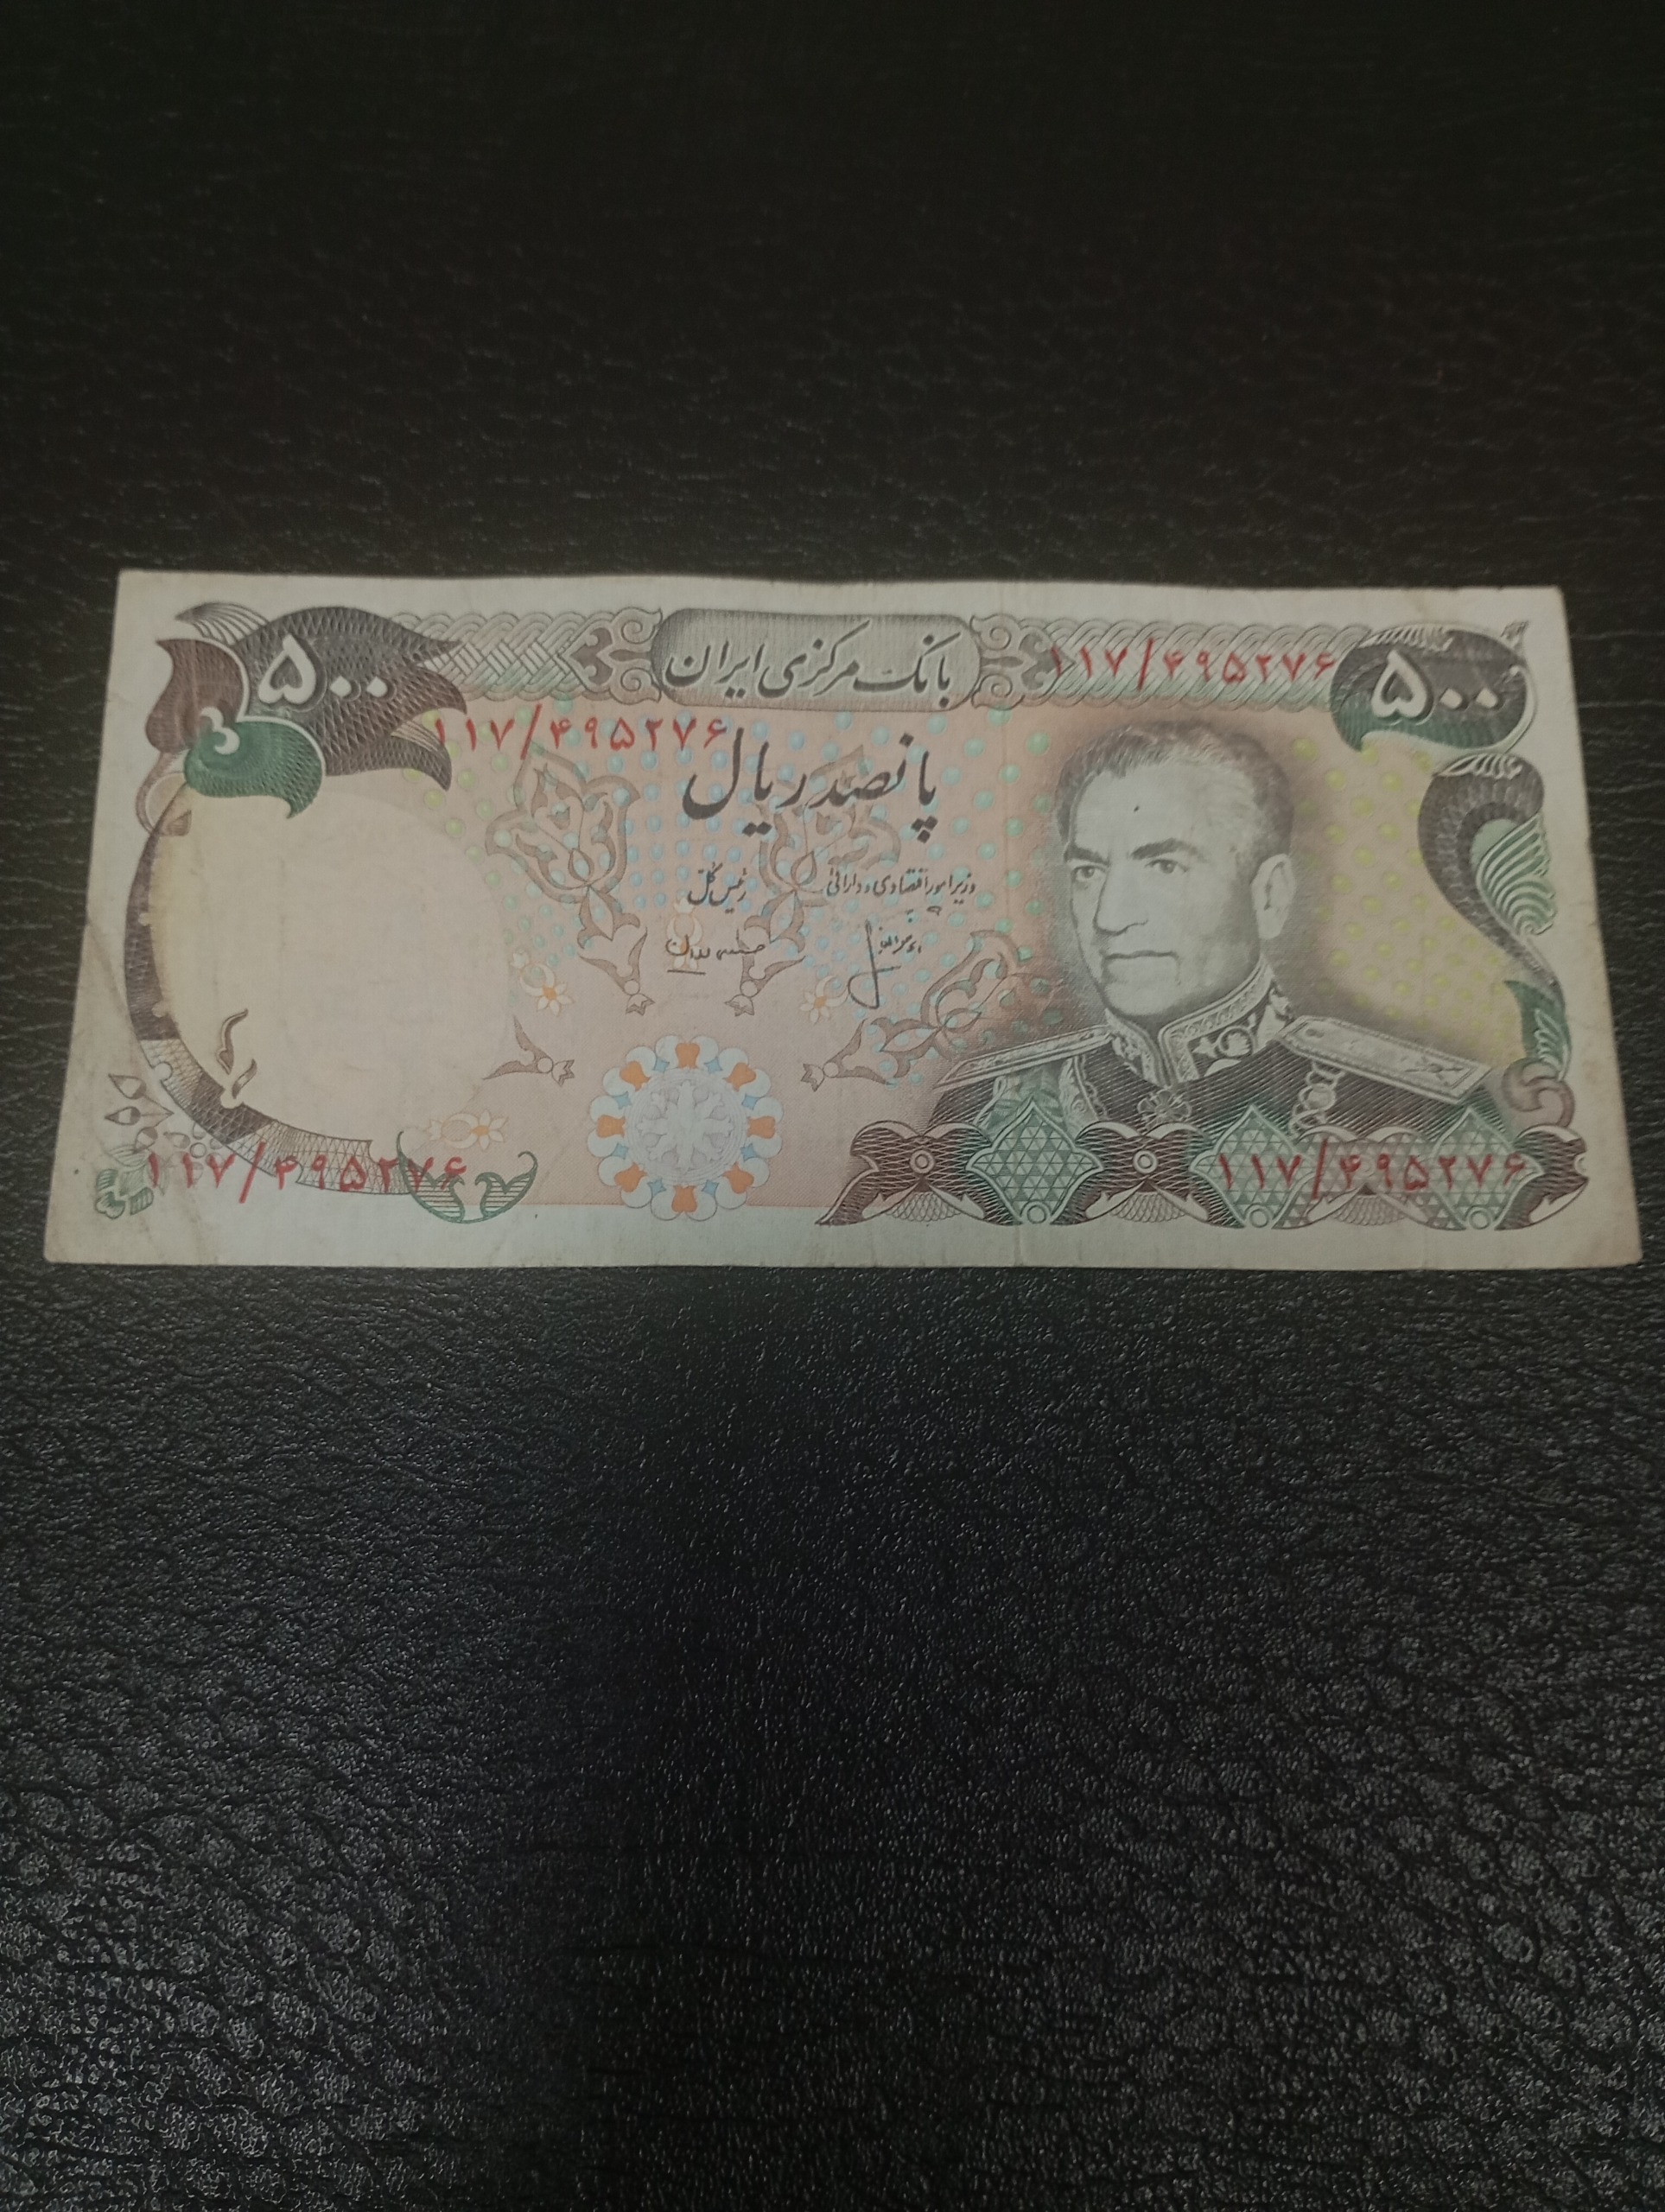 بانک مرکزی ایران
۵۰۰
۱۱۷/۴۹۵۲۷۶
۵۰۰
۱۱۷/۴۹۵۲۷۶
پانصد ریال
وزیر امور اقتصادی و دارائی
رئیس کل
۱۱۷/۴۹۵۲۷۶
۱۱۷/۴۹۵۲۷۶